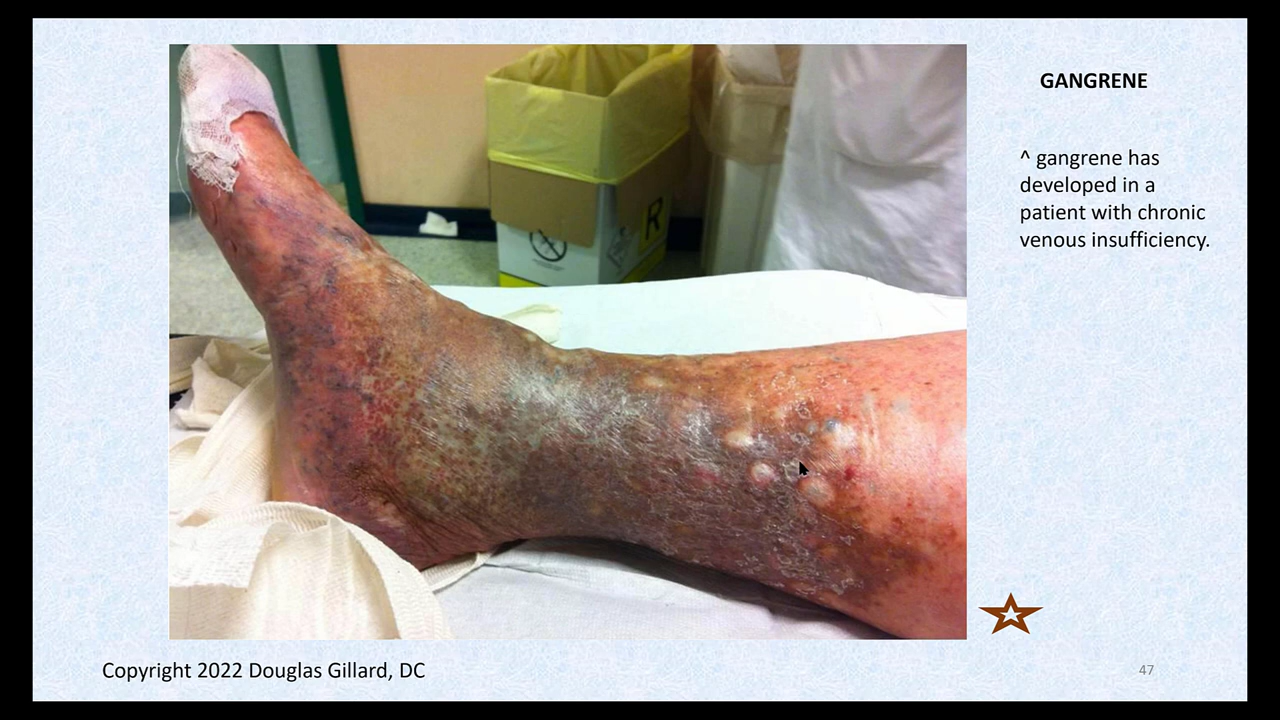 GANGRENE
^ gangrene has
developed in a
patient with chronic
venous insufficiency.
R
Copyright 2022 Douglas Gillard, DC
47